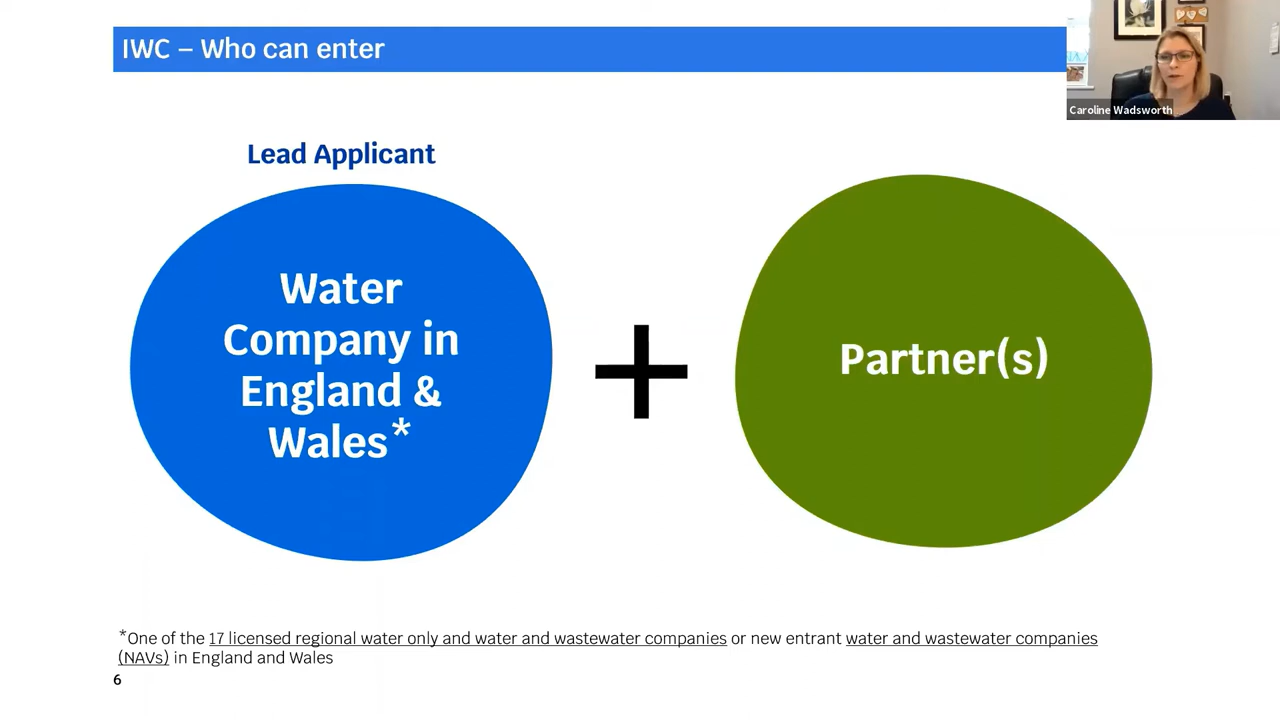 IWC – Who can enter
Caroline Wadsworth
Lead Applicant
Water
Company in
England &
Wales*
Partner(s)
*One of the 17 licensed regional water only and water and wastewater companies or new entrant water and wastewater companies
(NAVs) in England and Wales
6